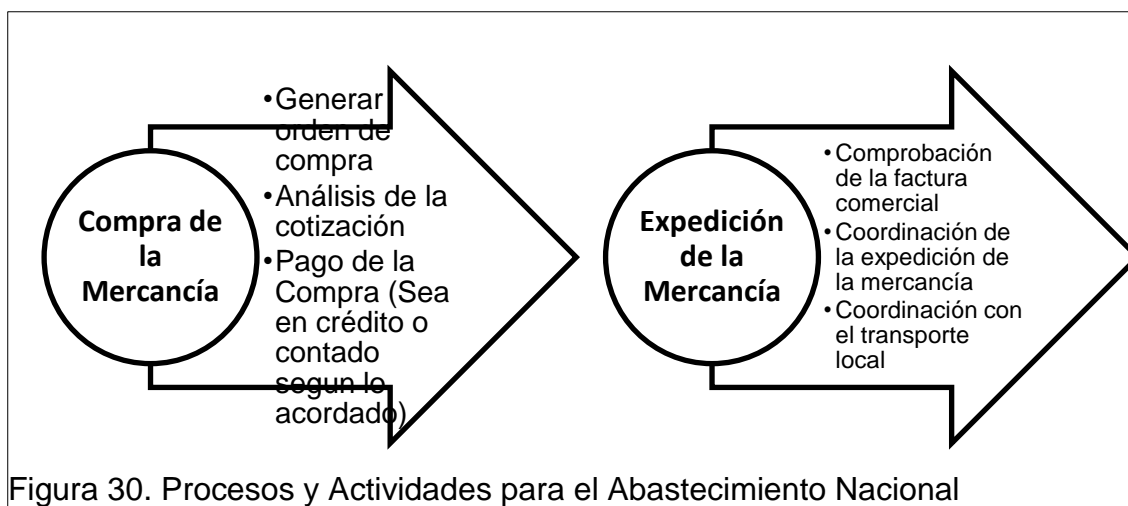 Compra de
la
Mercancía
•Generar
orden de
compra
•Análisis de la
cotización
•Pago de la
Compra (Sea
en crédito o
contado
segun lo
acordado)
Expedición
de la
Mercancía
•Comprobación
de la factura
comercial
•Coordinación de
la expedición de
la mercancía
•Coordinación con
el transporte
local
Figura 30. Procesos y Actividades para el Abastecimiento Nacional